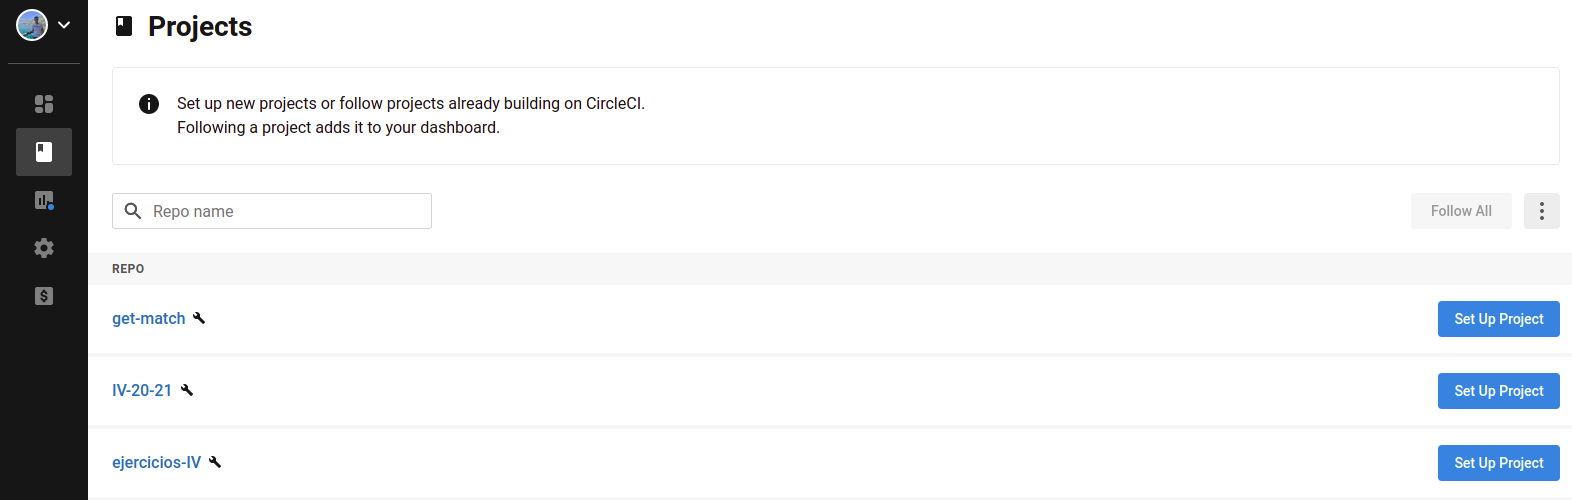 Projects
Set up new projects or follow projects already building on CircleCI.
Following a project adds it to your dashboard.
Repo name
Follow All
REPO
get-match
Set Up Project
IV-20-21
Set Up Project
ejercicios-IV
Set Up Project